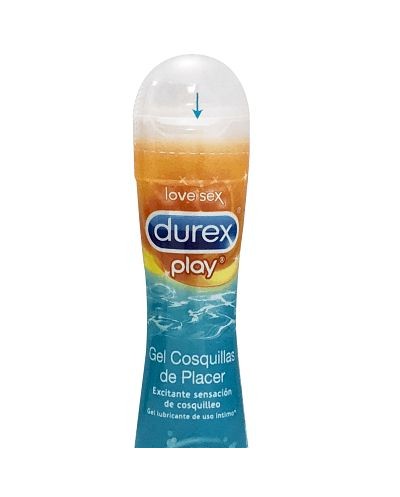 love sex
durex
play®
Gel Cosquillas
de Placer
Excitante sensación
de cosquilleo
Gel lubricante de uso íntimo*